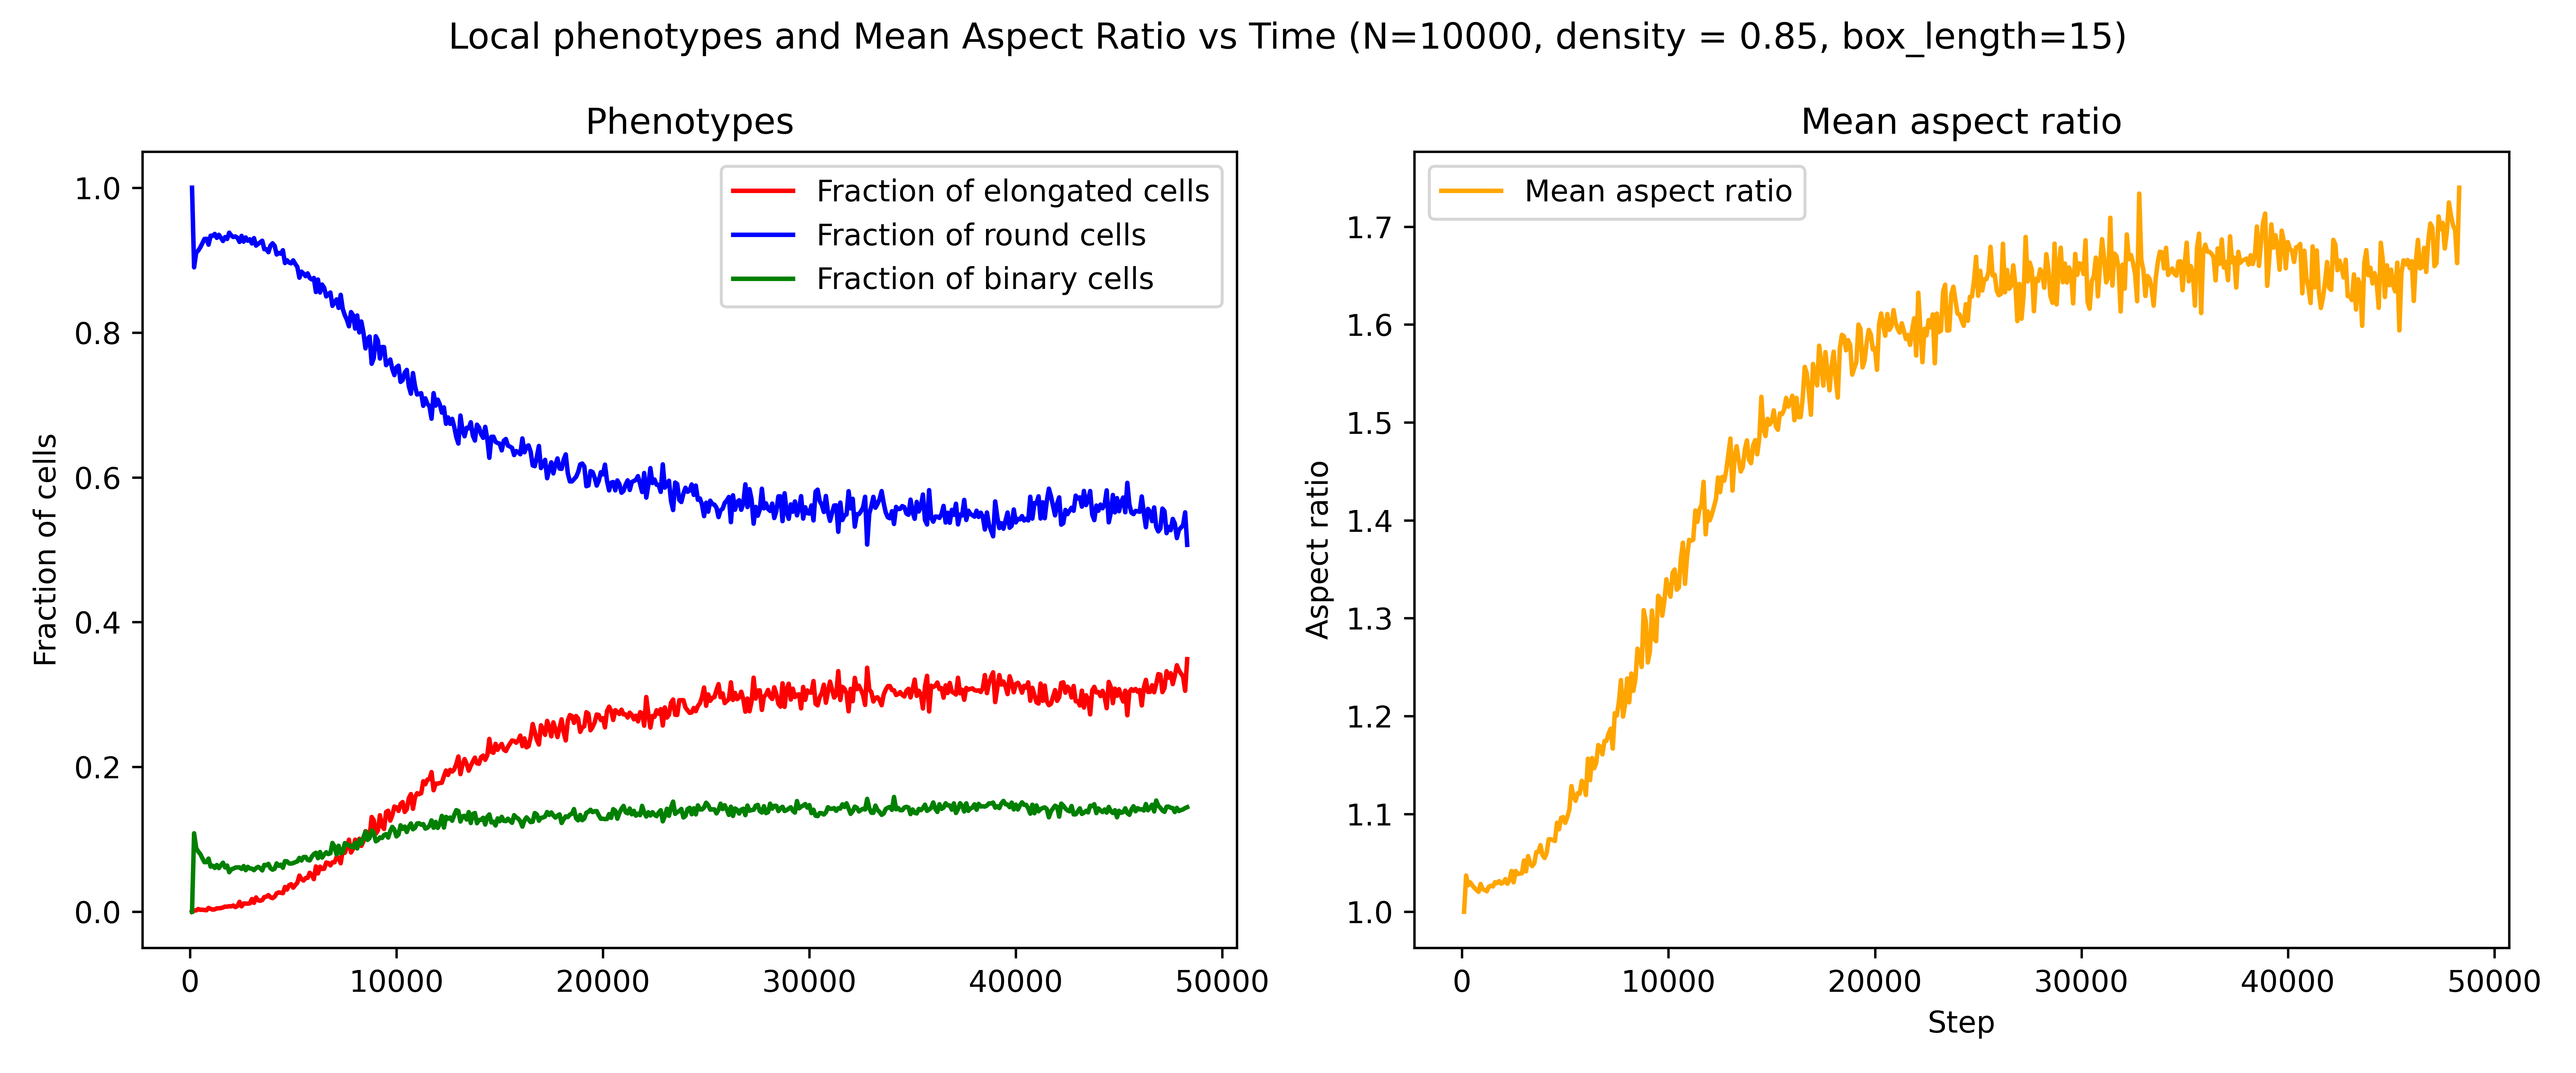 Local phenotypes and Mean Aspect Ratio vs Time (N=10000, density = 0.85, box_length=15)
Phenotypes
Fraction of elongated cells
Fraction of round cells
Fraction of binary cells
Fraction of cells
1.0
0.8
0.6
0.4
0.2
0.0
0
10000
20000
30000
40000
50000
Mean aspect ratio
Mean aspect ratio
Aspect ratio
1.7
1.6
1.5
1.4
1.3
1.2
1.1
1.0
0
10000
20000
30000
40000
50000
Step